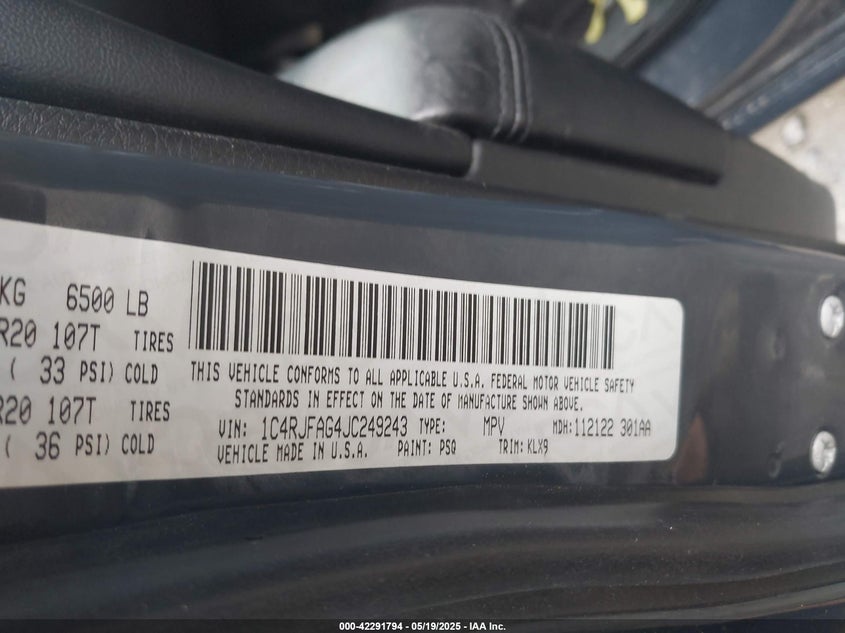 KG 6500 LB
R20 107T TIRES
( 33 PSI) COLD
R20 107T TIRES
( 36 PSI) COLD
THIS VEHICLE CONFORMS TO ALL APPLICABLE U.S.A. FEDERAL MOTOR VEHICLE SAFETY
STANDARDS IN EFFECT ON THE DATE OF MANUFACTURE SHOWN ABOVE.
VIN: 1C4RJFAG4JC249243 TYPE: MPV MDH:112122 301AA
VEHICLE MADE IN U.S.A. PAINT: PSQ TRIM: KLX9
000-42291794 - 05/19/2025 - IAA Inc.